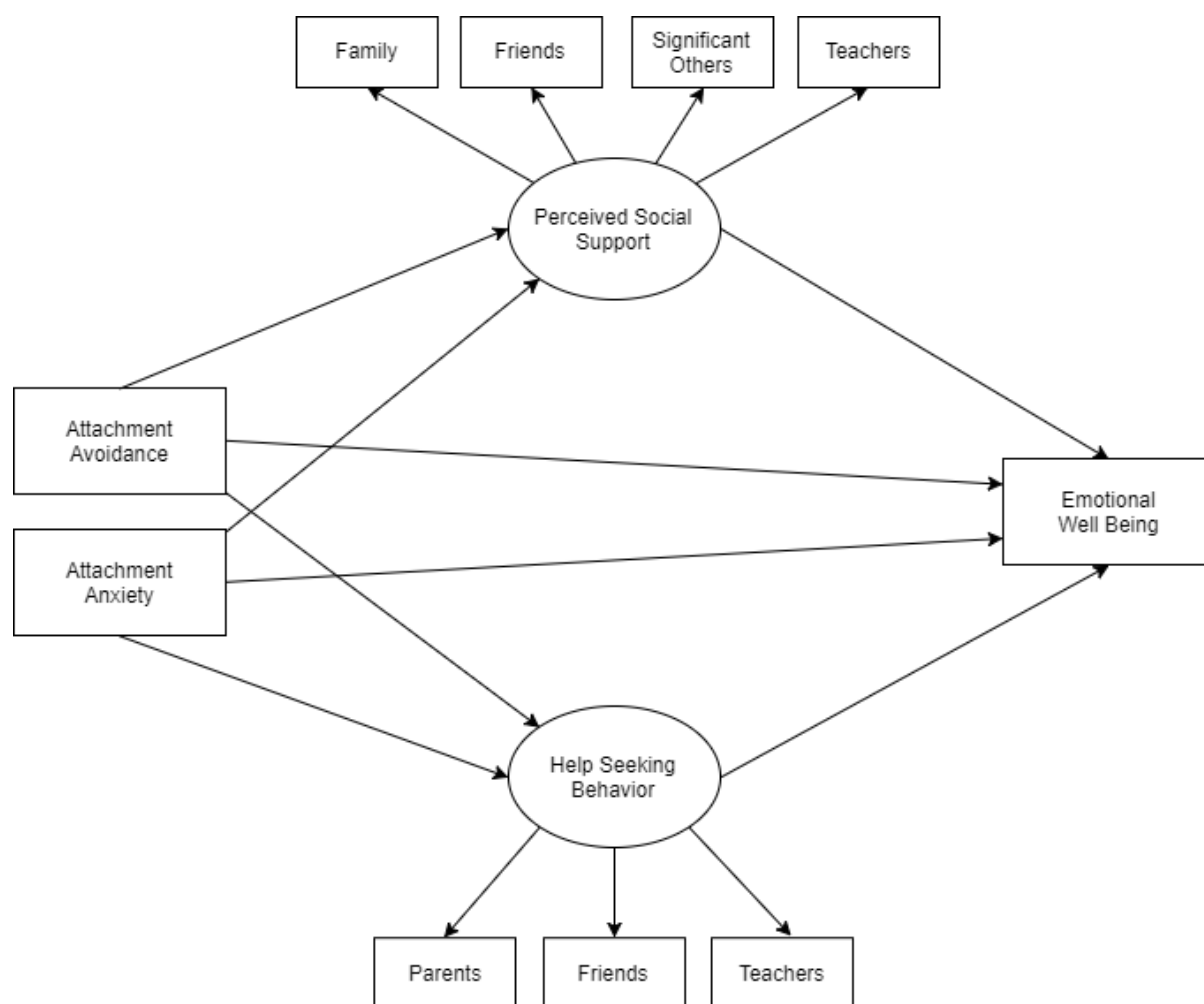 Family
Friends
Significant
Others
Teachers
Perceived Social
Support
Attachment
Avoidance
Emotional
Well Being
Attachment
Anxiety
Help Seeking
Behavior
Parents
Friends
Teachers